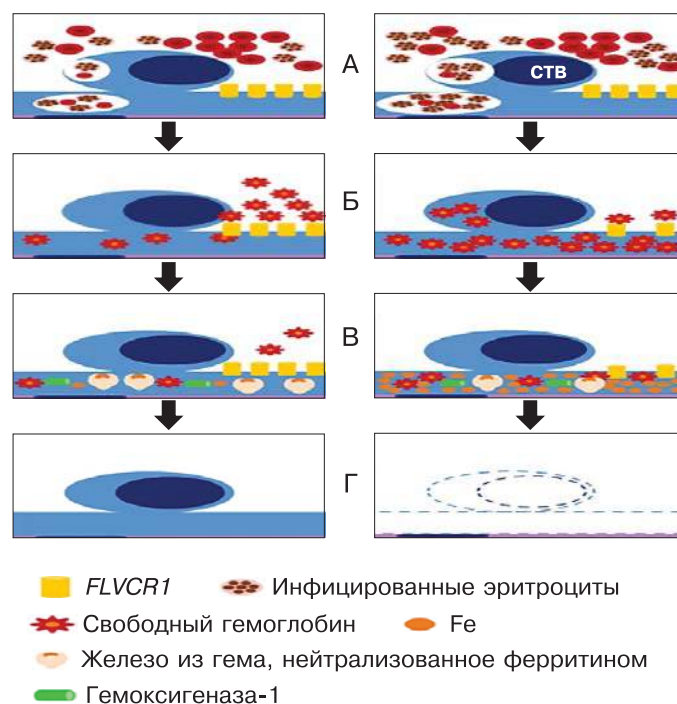 А
СТВ
Б
В
Г
FLVCR1
Инфицированные эритроциты
Свободный гемоглобин
Fe
Железо из гема, нейтрализованное ферритином
Гемоксигеназа-1